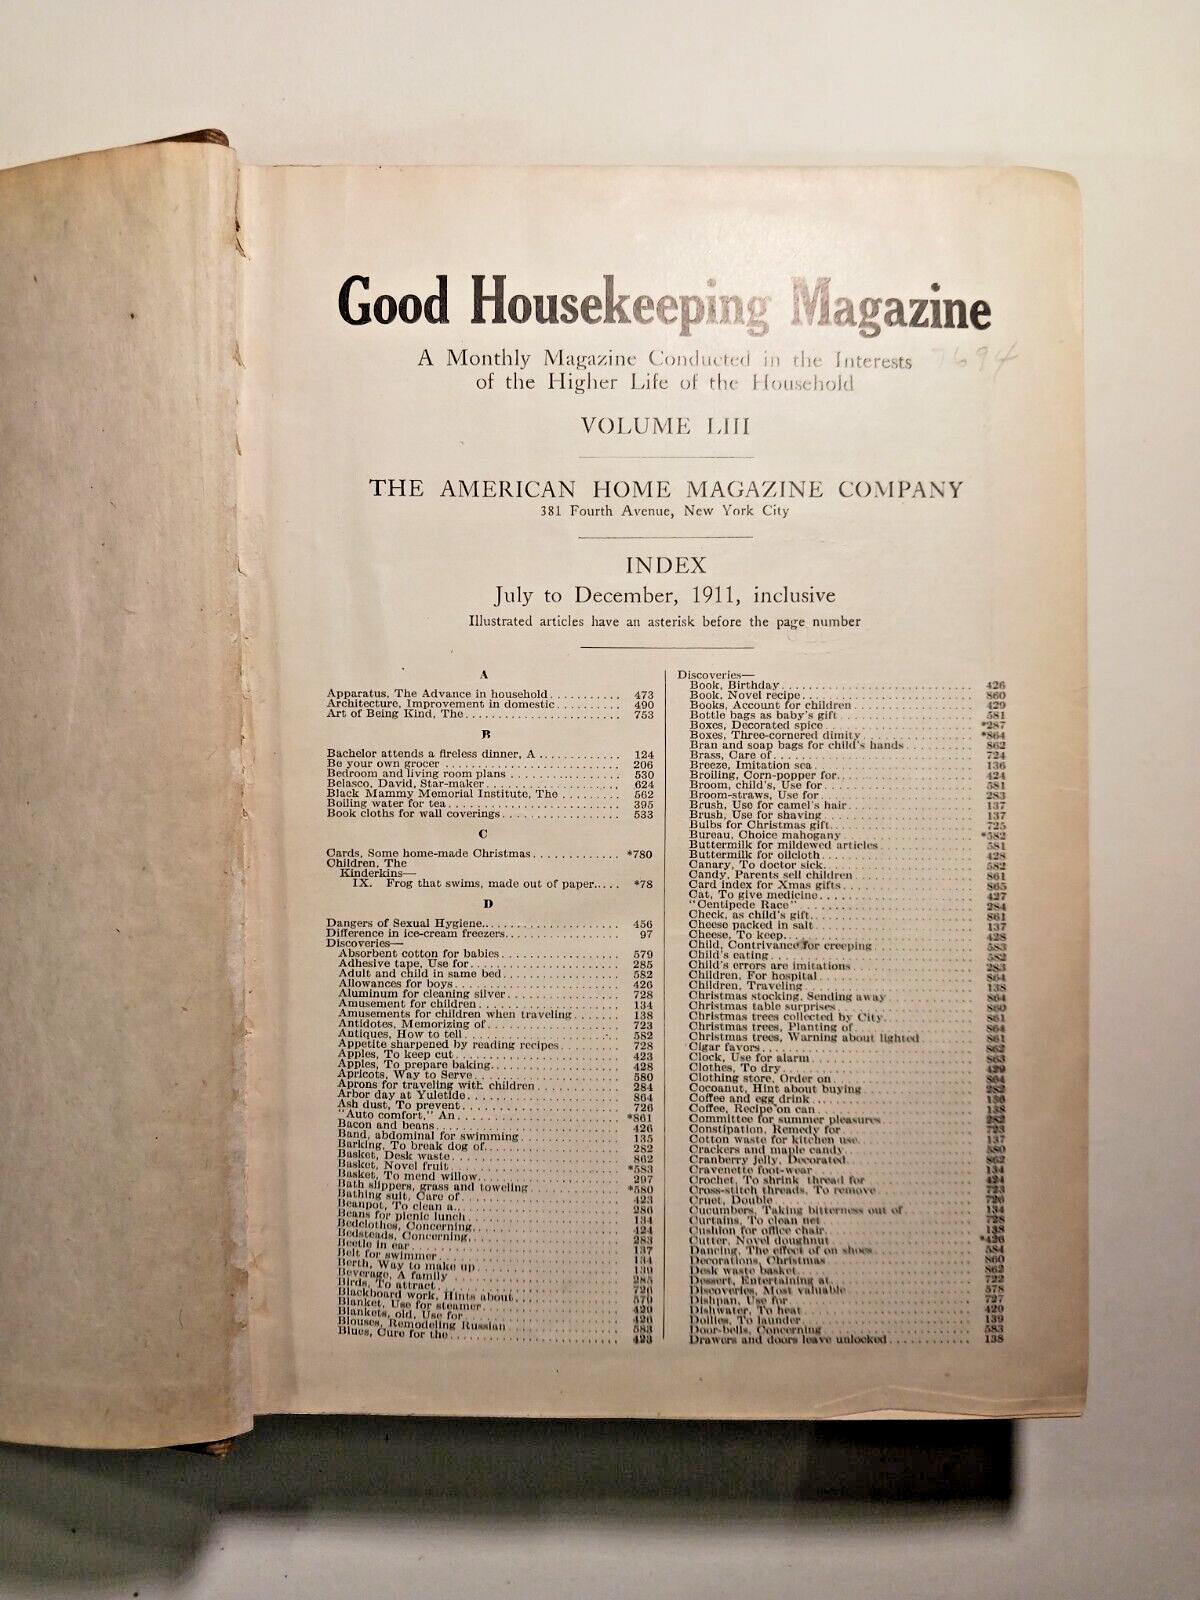 Good Housekeeping Magazine
A Monthly Magazine Conducted in the Interests
of the Higher Life of the Household
7694
VOLUME LIII
THE AMERICAN HOME MAGAZINE COMPANY
381 Fourth Avenue, New York City
INDEX
July to December, 1911, inclusive
Illustrated articles have an asterisk before the page number
A
Apparatus, The Advance in household 473
Architecture, Improvement in domestic 490
Art of Being Kind, The 753
B
Bachelor attends a fireless dinner, A 124
Be your own grocer 206
Bedroom and living room plans 530
Belasco, David, Star-maker 624
Black Mammy Memorial Institute, The 562
Boiling water for tea 395
Book cloths for wall coverings 533
C
Cards, Some home-made Christmas *780
Children, The
Kinderkins—
IX. Frog that swims, made out of paper *78
D
Dangers of Sexual Hygiene 456
Difference in ice-cream freezers 97
Discoveries—
Absorbent cotton for babies 579
Adhesive tape, Use for 285
Adult and child in same bed 582
Allowances for boys 426
Aluminum for cleaning silver 728
Amusement for children 134
Amusements for children when traveling 138
Antidotes, Memorizing of 723
Antiques, How to tell 582
Appetite sharpened by reading recipes 728
Apples, To keep cut 423
Apples, To prepare baking 428
Apricots, Way to Serve 580
Aprons for traveling with children 284
Arbor day at Yuletide 864
Ash dust, To prevent 726
"Auto comfort," An *861
Bacon and beans 426
Band, abdominal for swimming 135
Barking, To break dog of 282
Basket, Desk waste 862
Basket, Novel fruit *583
Basket, To mend willow 297
Bath slippers, grass and toweling *580
Bathing suit, Care of 423
Beanpot, To clean a 286
Beans for picnic lunch 134
Bedclothes, Concerning 424
Bedsteads, Concerning 283
Beetle in ear 137
Belt for swimmer 134
Berth, Way to make up 139
Beverage, A family 285
Birds, To attract 726
Blackboard work, Hints about 579
Blanket, Use for steamer 429
Blankets, old, Use for 426
Blouses, Remodeling Russian 583
Blues, Cure for the 423
Discoveries—
Book, Birthday 426
Book, Novel recipe 860
Books, Account for children 429
Bottle bags as baby's gift 581
Boxes, Decorated spice *287
Boxes, Three-cornered dimity *864
Bran and soap bags for child's hands 862
Brass, Care of 724
Breeze, Imitation sea 136
Broiling, Corn-popper for 424
Broom, child's, Use for 581
Broom-straws, Use for 283
Brush, Use for camel's hair 137
Brush, Use for shaving 137
Bulbs for Christmas gift 725
Bureau, Choice mahogany *582
Buttermilk for mildewed articles 581
Buttermilk for oilcloth 428
Canary, To doctor sick 582
Candy, Parents sell children 861
Card index for Xmas gifts 865
Cat, To give medicine 427
"Centipede Race" 284
Check, as child's gift 861
Cheese packed in salt 137
Cheese, To keep 428
Child, Contrivance for creeping 583
Child's eating 582
Child's errors are imitations 283
Children, For hospital 864
Children, Traveling 138
Christmas stocking, Sending away 864
Christmas table surprises 860
Christmas trees collected by City 861
Christmas trees, Planting of 864
Christmas trees, Warning about lighted 861
Cigar favors 862
Clock, Use for alarm 863
Clothes, To dry 429
Clothing store, Order on 864
Cocoanut, Hint about buying 282
Coffee and egg drink 136
Coffee, Recipe on can 138
Committee for summer pleasures 282
Constipation, Remedy for 723
Cotton waste for kitchen use 137
Crackers and maple candy 580
Cranberry jelly, Decorated 862
Cravenette foot-wear 134
Crochet, To shrink thread for 424
Cross-stitch threads, To remove 723
Cruet, Double 726
Cucumbers, Taking bitterness out of 134
Curtains, To clean net 728
Cushion for office chair 138
Cutter, Novel doughnut *426
Dancing, The effect of on shoes 584
Decorations, Christmas 860
Desk waste basket 862
Dessert, Entertaining at 722
Discoveries, Most valuable 578
Dishpan, Use for 727
Dishwater, To heat 429
Doilies, To launder 139
Door-bells, Concerning 583
Drawers and doors leave unlocked 138